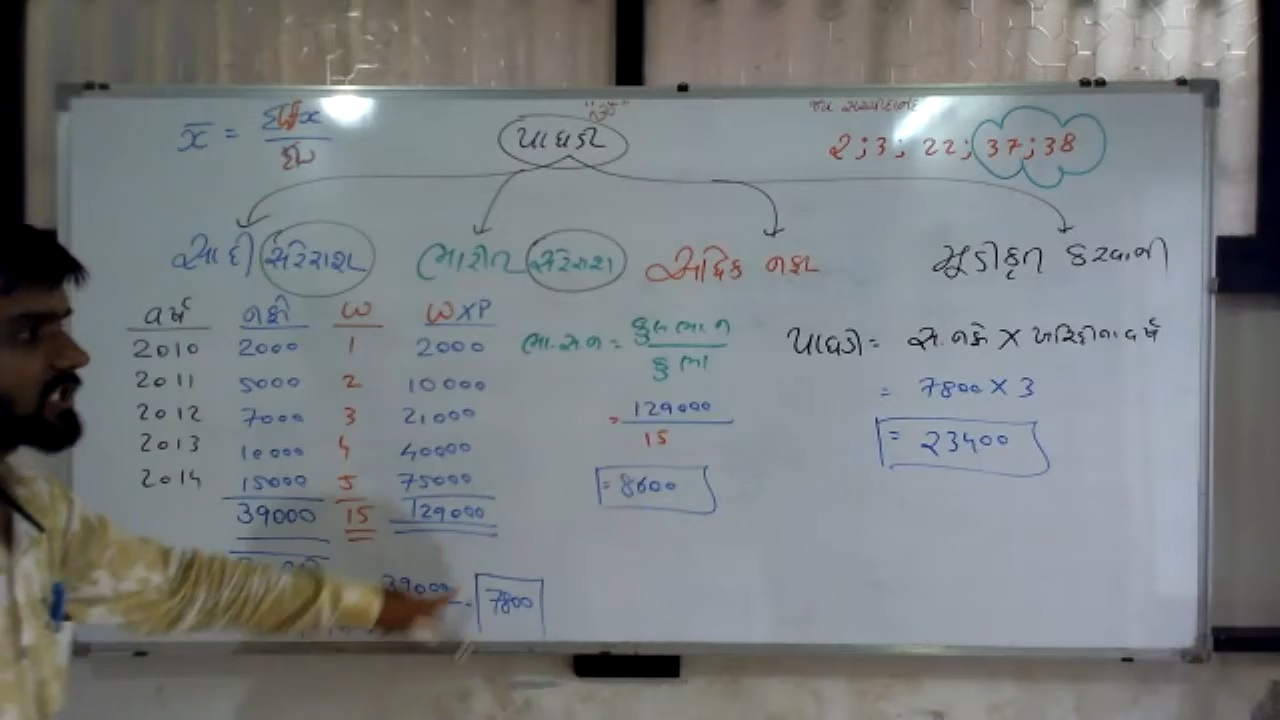 x̄ = ΣWx / ΣW
પાઘડી
2 ; 3 ; 22 ; 37 ; 38
સાદી સરેરાશ
ભારીત સરેરાશ
અધિક નફા
મૂડીકૃત કરવાની
વર્ષ નફો W W X P
2010 2000 1 2000
2011 5000 2 10000
2012 7000 3 21000
2013 10000 4 40000
2014 15000 5 75000
39000 15 129000
39000
= 7800
ભા.સ.ન = કુલ ભા ન / કુ ભા
= 129000 / 15
= 8600
પાઘડી = સ. નફો X ખરિદીના વર્ષ
= 7800 X 3
= 23400